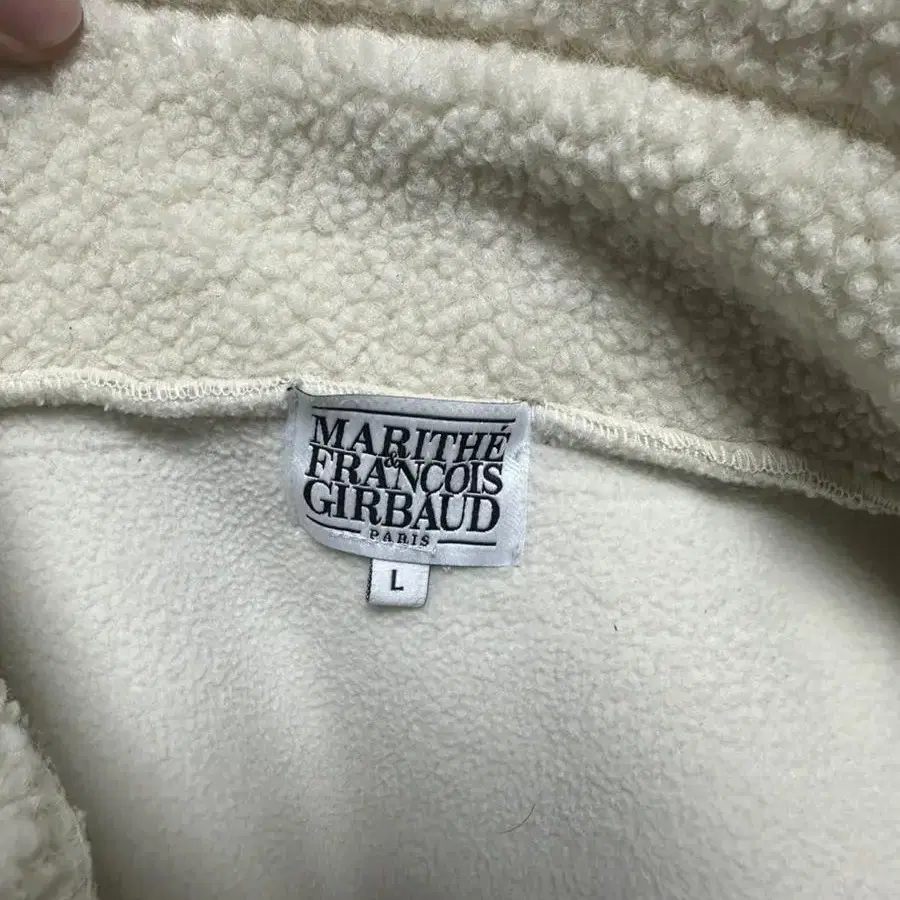 MARITHÉ
&
FRANCOIS
GIRBAUD
PARIS
L